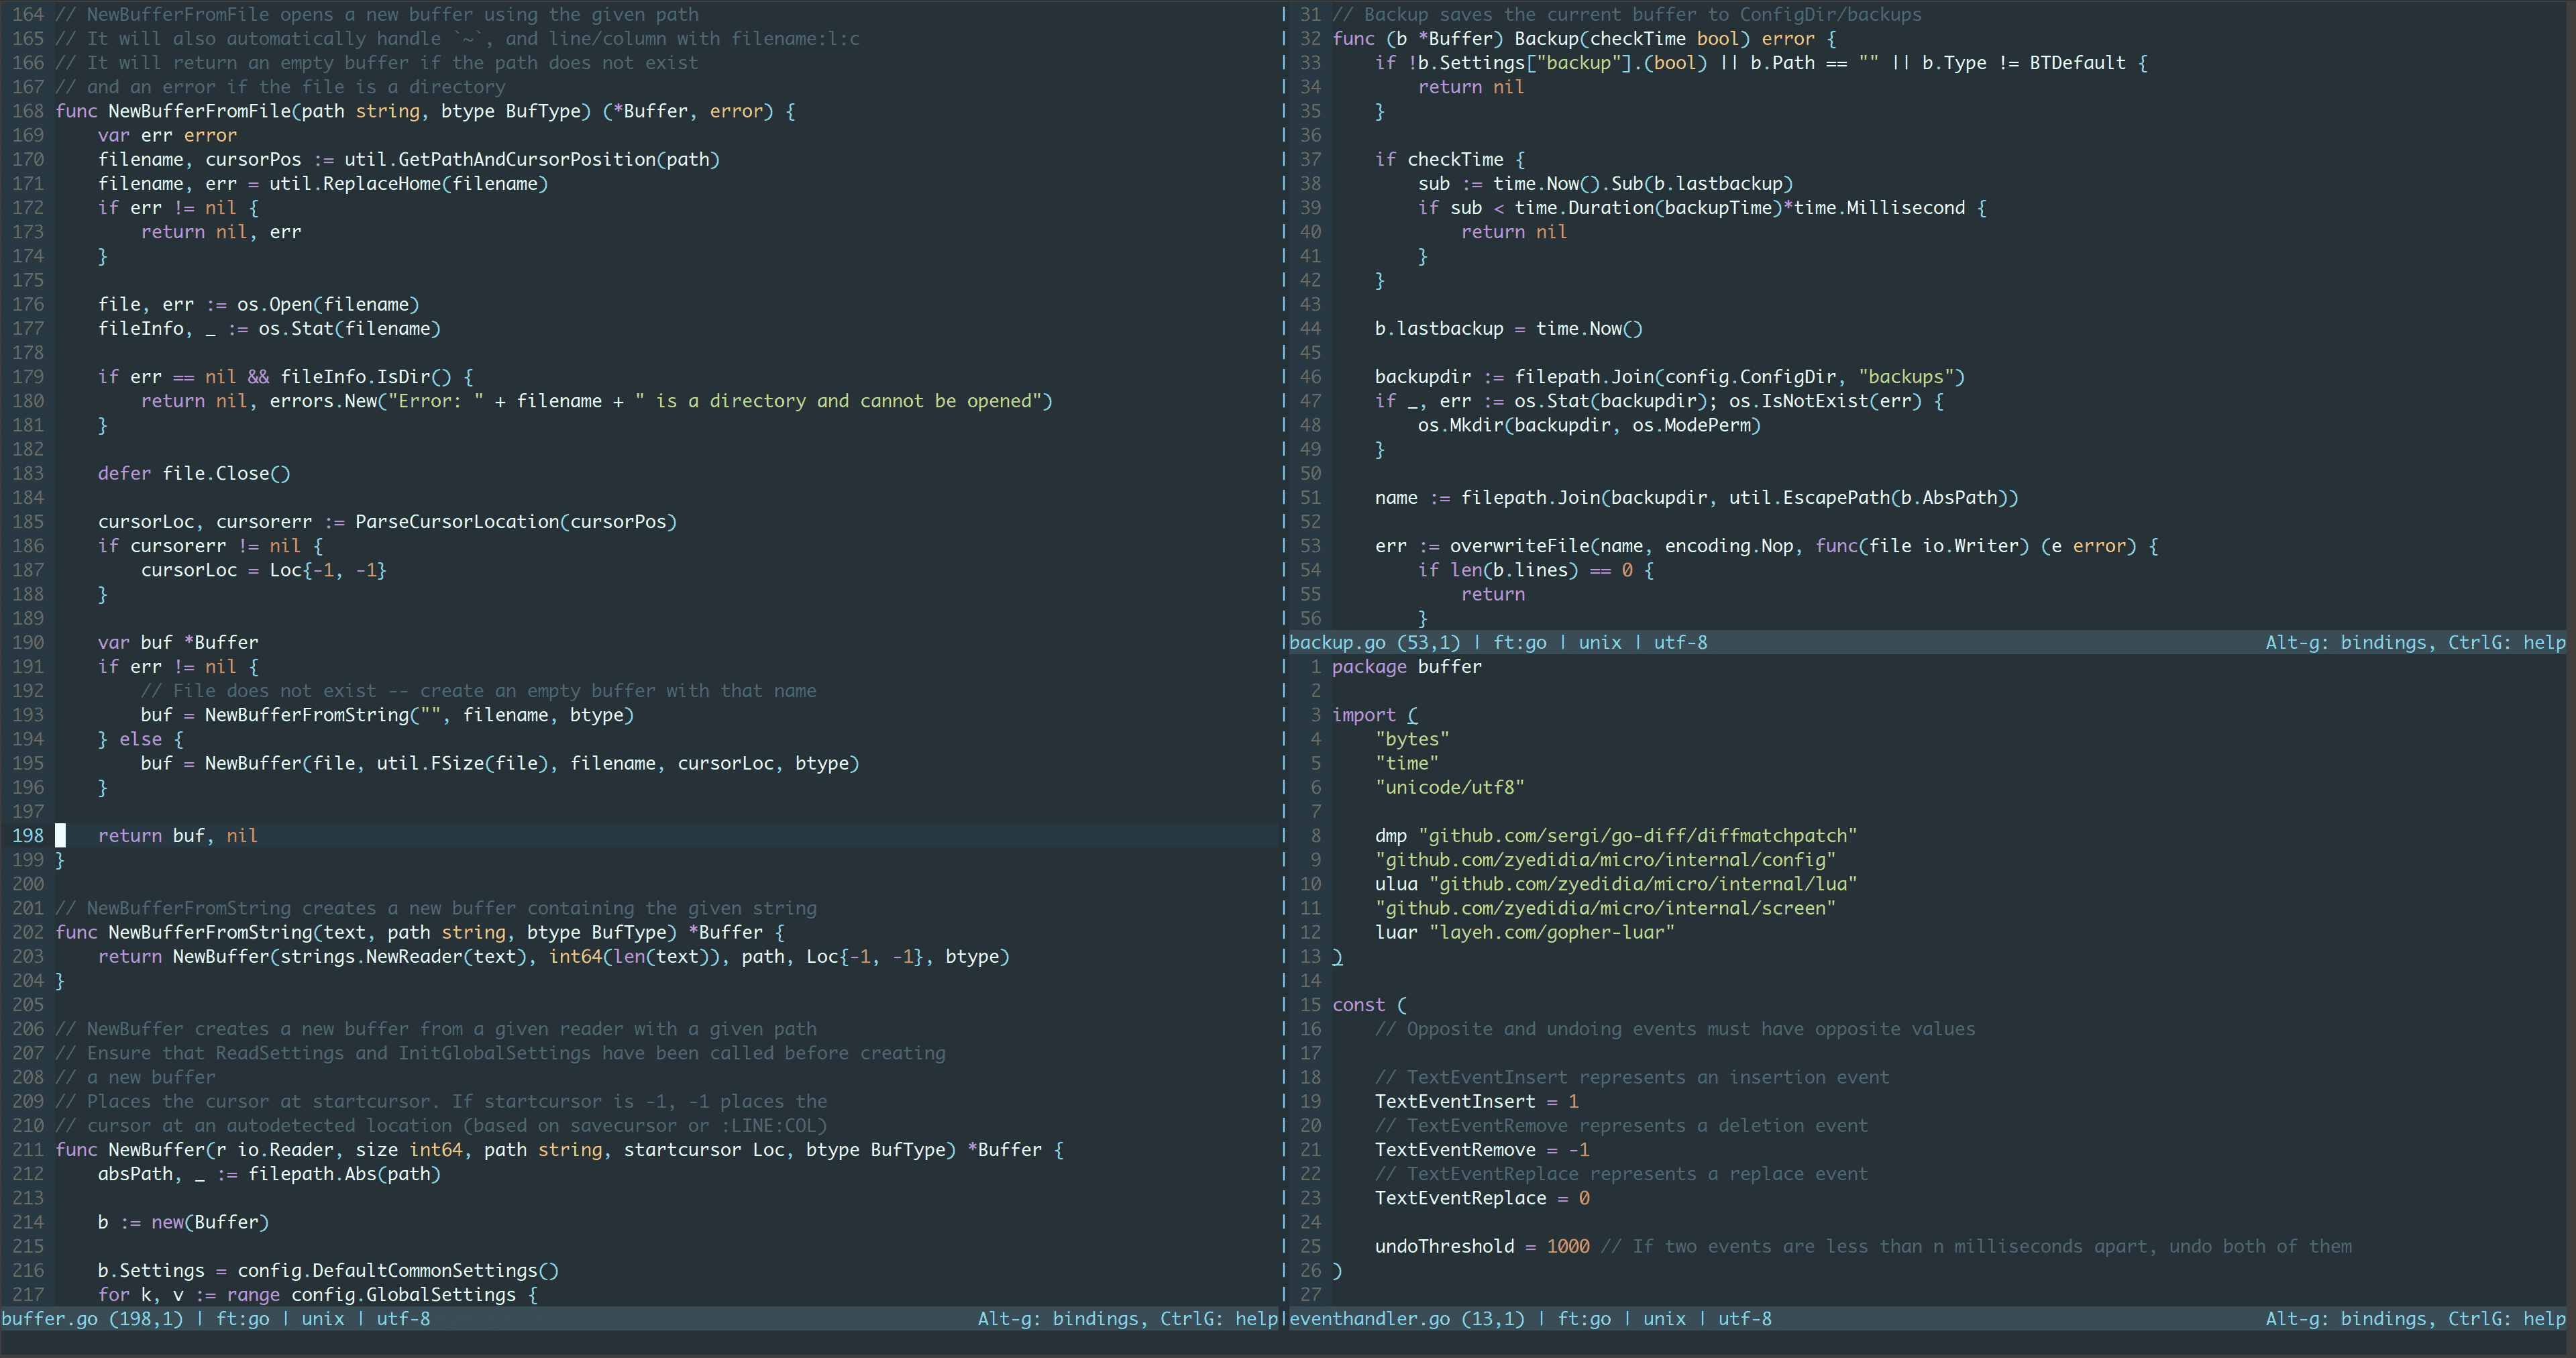 164 // NewBufferFromFile opens a new buffer using the given path
165 // It will also automatically handle `~`, and line/column with filename:l:c
166 // It will return an empty buffer if the path does not exist
167 // and an error if the file is a directory
168 func NewBufferFromFile(path string, btype BufType) (*Buffer, error) {
169     var err error
170     filename, cursorPos := util.GetPathAndCursorPosition(path)
171     filename, err = util.ReplaceHome(filename)
172     if err != nil {
173         return nil, err
174     }
175
176     file, err := os.Open(filename)
177     fileInfo, _ := os.Stat(filename)
178
179     if err == nil && fileInfo.IsDir() {
180         return nil, errors.New("Error: " + filename + " is a directory and cannot be opened")
181     }
182
183     defer file.Close()
184
185     cursorLoc, cursorerr := ParseCursorLocation(cursorPos)
186     if cursorerr != nil {
187         cursorLoc = Loc{-1, -1}
188     }
189
190     var buf *Buffer
191     if err != nil {
192         // File does not exist -- create an empty buffer with that name
193         buf = NewBufferFromString("", filename, btype)
194     } else {
195         buf = NewBuffer(file, util.FSize(file), filename, cursorLoc, btype)
196     }
197
198     return buf, nil
199 }
200
201 // NewBufferFromString creates a new buffer containing the given string
202 func NewBufferFromString(text, path string, btype BufType) *Buffer {
203     return NewBuffer(strings.NewReader(text), int64(len(text)), path, Loc{-1, -1}, btype)
204 }
205
206 // NewBuffer creates a new buffer from a given reader with a given path
207 // Ensure that ReadSettings and InitGlobalSettings have been called before creating
208 // a new buffer
209 // Places the cursor at startcursor. If startcursor is -1, -1 places the
210 // cursor at an autodetected location (based on savecursor or :LINE:COL)
211 func NewBuffer(r io.Reader, size int64, path string, startcursor Loc, btype BufType) *Buffer {
212     absPath, _ := filepath.Abs(path)
213
214     b := new(Buffer)
215
216     b.Settings = config.DefaultCommonSettings()
217     for k, v := range config.GlobalSettings {
buffer.go (198,1) | ft:go | unix | utf-8 Alt-g: bindings, CtrlG: help
31 // Backup saves the current buffer to ConfigDir/backups
32 func (b *Buffer) Backup(checkTime bool) error {
33     if !b.Settings["backup"].(bool) || b.Path == "" || b.Type != BTDefault {
34         return nil
35     }
36
37     if checkTime {
38         sub := time.Now().Sub(b.lastbackup)
39         if sub < time.Duration(backupTime)*time.Millisecond {
40             return nil
41         }
42     }
43
44     b.lastbackup = time.Now()
45
46     backupdir := filepath.Join(config.ConfigDir, "backups")
47     if _, err := os.Stat(backupdir); os.IsNotExist(err) {
48         os.Mkdir(backupdir, os.ModePerm)
49     }
50
51     name := filepath.Join(backupdir, util.EscapePath(b.AbsPath))
52
53     err := overwriteFile(name, encoding.Nop, func(file io.Writer) (e error) {
54         if len(b.lines) == 0 {
55             return
56         }
backup.go (53,1) | ft:go | unix | utf-8 Alt-g: bindings, CtrlG: help
1 package buffer
2
3 import (
4     "bytes"
5     "time"
6     "unicode/utf8"
7
8     dmp "github.com/sergi/go-diff/diffmatchpatch"
9     "github.com/zyedidia/micro/internal/config"
10     ulua "github.com/zyedidia/micro/internal/lua"
11     "github.com/zyedidia/micro/internal/screen"
12     luar "layeh.com/gopher-luar"
13 )
14
15 const (
16     // Opposite and undoing events must have opposite values
17
18     // TextEventInsert represents an insertion event
19     TextEventInsert = 1
20     // TextEventRemove represents a deletion event
21     TextEventRemove = -1
22     // TextEventReplace represents a replace event
23     TextEventReplace = 0
24
25     undoThreshold = 1000 // If two events are less than n milliseconds apart, undo both of them
26 )
27
eventhandler.go (13,1) | ft:go | unix | utf-8 Alt-g: bindings, CtrlG: help